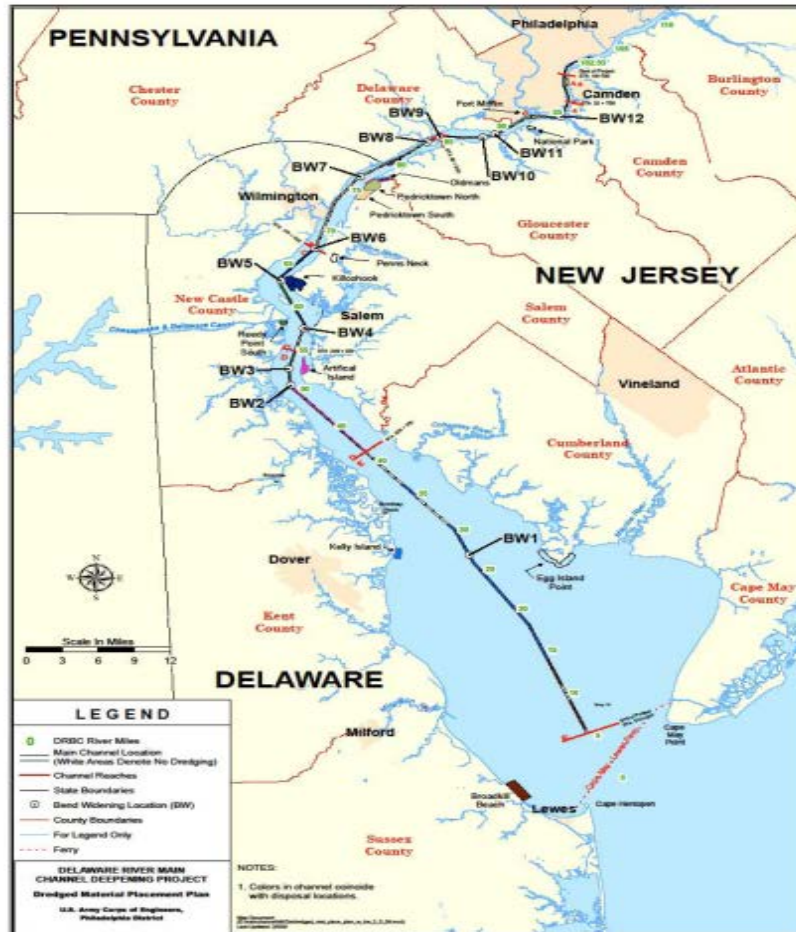 PENNSYLVANIA
Philadelphia
Chester
County
Delaware
County
Burlington
County
Camden
Fort Mifflin
BW9
BW8
BW12
National Park
BW11
BW10
Camden
County
BW7
Oldmans
Pedricktown North
Pedricktown South
Wilmington
Gloucester
County
BW6
Penns Neck
BW5
Killcohook
NEW JERSEY
New Castle
County
Salem
Salem
County
Chesapeake & Delaware Canal
Reedy
Point
South
BW4
BW3
Artifical
Island
BW2
Vineland
Atlantic
County
Cumberland
County
Kelly Island
BW1
Egg Island
Point
Dover
Cape May
County
Kent
County
N
W
E
S
Scale In Miles
0 3 6 12
DELAWARE
Milford
Cape
May
Point
Broadkill
Beach
Lewes
Cape Henlopen
Sussex
County
LEGEND
DRBC River Miles
Main Channel Location
(White Areas Denote No Dredging)
Channel Reaches
State Boundaries
Bend Widening Location (BW)
County Boundaries
For Legend Only
Ferry
DELAWARE RIVER MAIN
CHANNEL DEEPENING PROJECT
Dredged Material Placement Plan
U.S. Army Corps of Engineers,
Philadelphia District
NOTES:
1. Colors in channel coincide
with disposal locations.